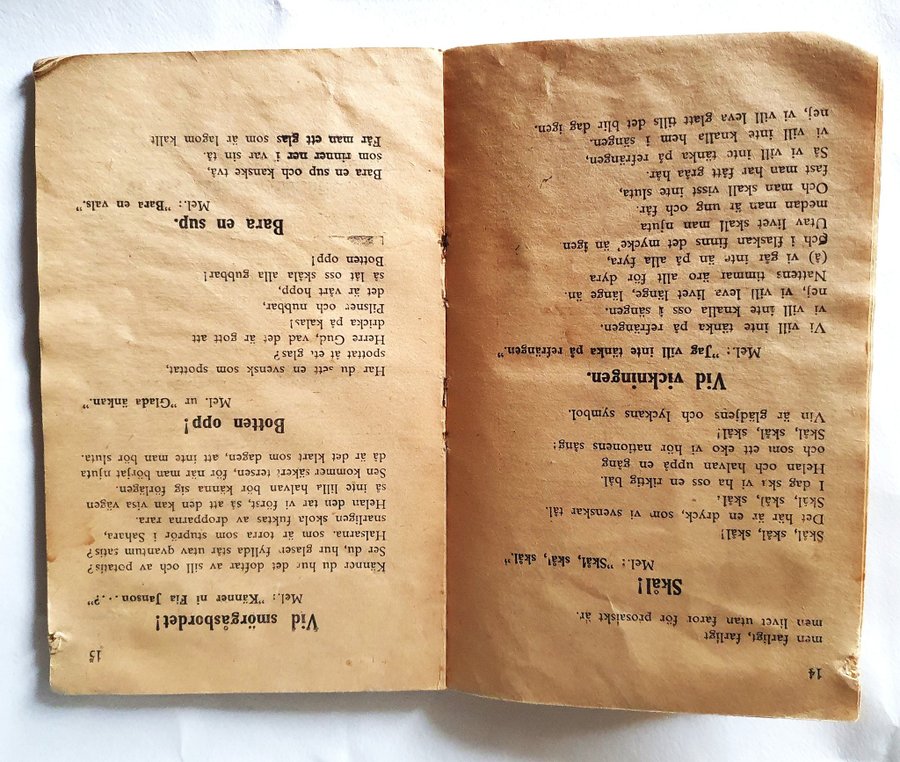 14
men farligt, farligt
men livet utan faror för prosaiskt är.
Skål!
Mel.: "Skål, skå', skål."
Skål, skål, skål!
Det är här en, dryck, som vi svenskar tål.
Skål, skål, skål;
I dag ska vi ha oss en riktig bål.
Helan och halvan uppå en gång
och som ett eko vi hör nationens sång:
Skål, skål, skål!
Vin är glädjens och lyckans symbol.
Vid vickningen.
Mel.: "Jag vill inte tänka på refrängen."
Vi vill inte tänka på refrängen.
vi vill inte knalla oss i sängen,
nej, vi vill leva livet länge, länge än.
Nattens timmar äro allt för dyra
(å) vi går inte än på alla fyra,
och i flaskan finns det mycke' än igen
Utav livet skall man njuta
medan man är ung och får.
Och man skall visst inte sluta,
fast man har fått gråa hår.
Så vi vill inte tänka på refrängen,
vi vill inte knalla hem i sängen.
nej, vi vill leva glatt tills det blir dag igen.
15
Vid smörgåsbordet!
Mel.: "Känner ni Fia Janson....?"
Känner du hur det doftar av sill och av potatis?
Ser du, hur glasen fyllda står utav qvantum satis?
Halsarna, som är torra som stuprör i Sahara,
snarligen skola fuktas av dropparna rara.
Helan den tar vi först, så att den kan visa vägen
så inte lilla halvan bör känna sig förlägen.
Sen kommer säkert tersen, för när man börjat njuta
då är det klart som dagen, att inte man bör sluta.
Botten opp!
Mel. ur "Glada änkan."
Har du sett en svensk som spottat,
spottat åt ett glas?
Herre Gud, vad det är gott att
dricka på kalas!
Pilsner och nubbar,
det är vårt hopp,
låt oss skåla alla gubbar!
Botten opp!
Bara en sup.
Mel.: "Bara en vals."
Bara en sup och kanske två,
som rinner ner i var sin tå.
Får man ett glas som är lagom kallt